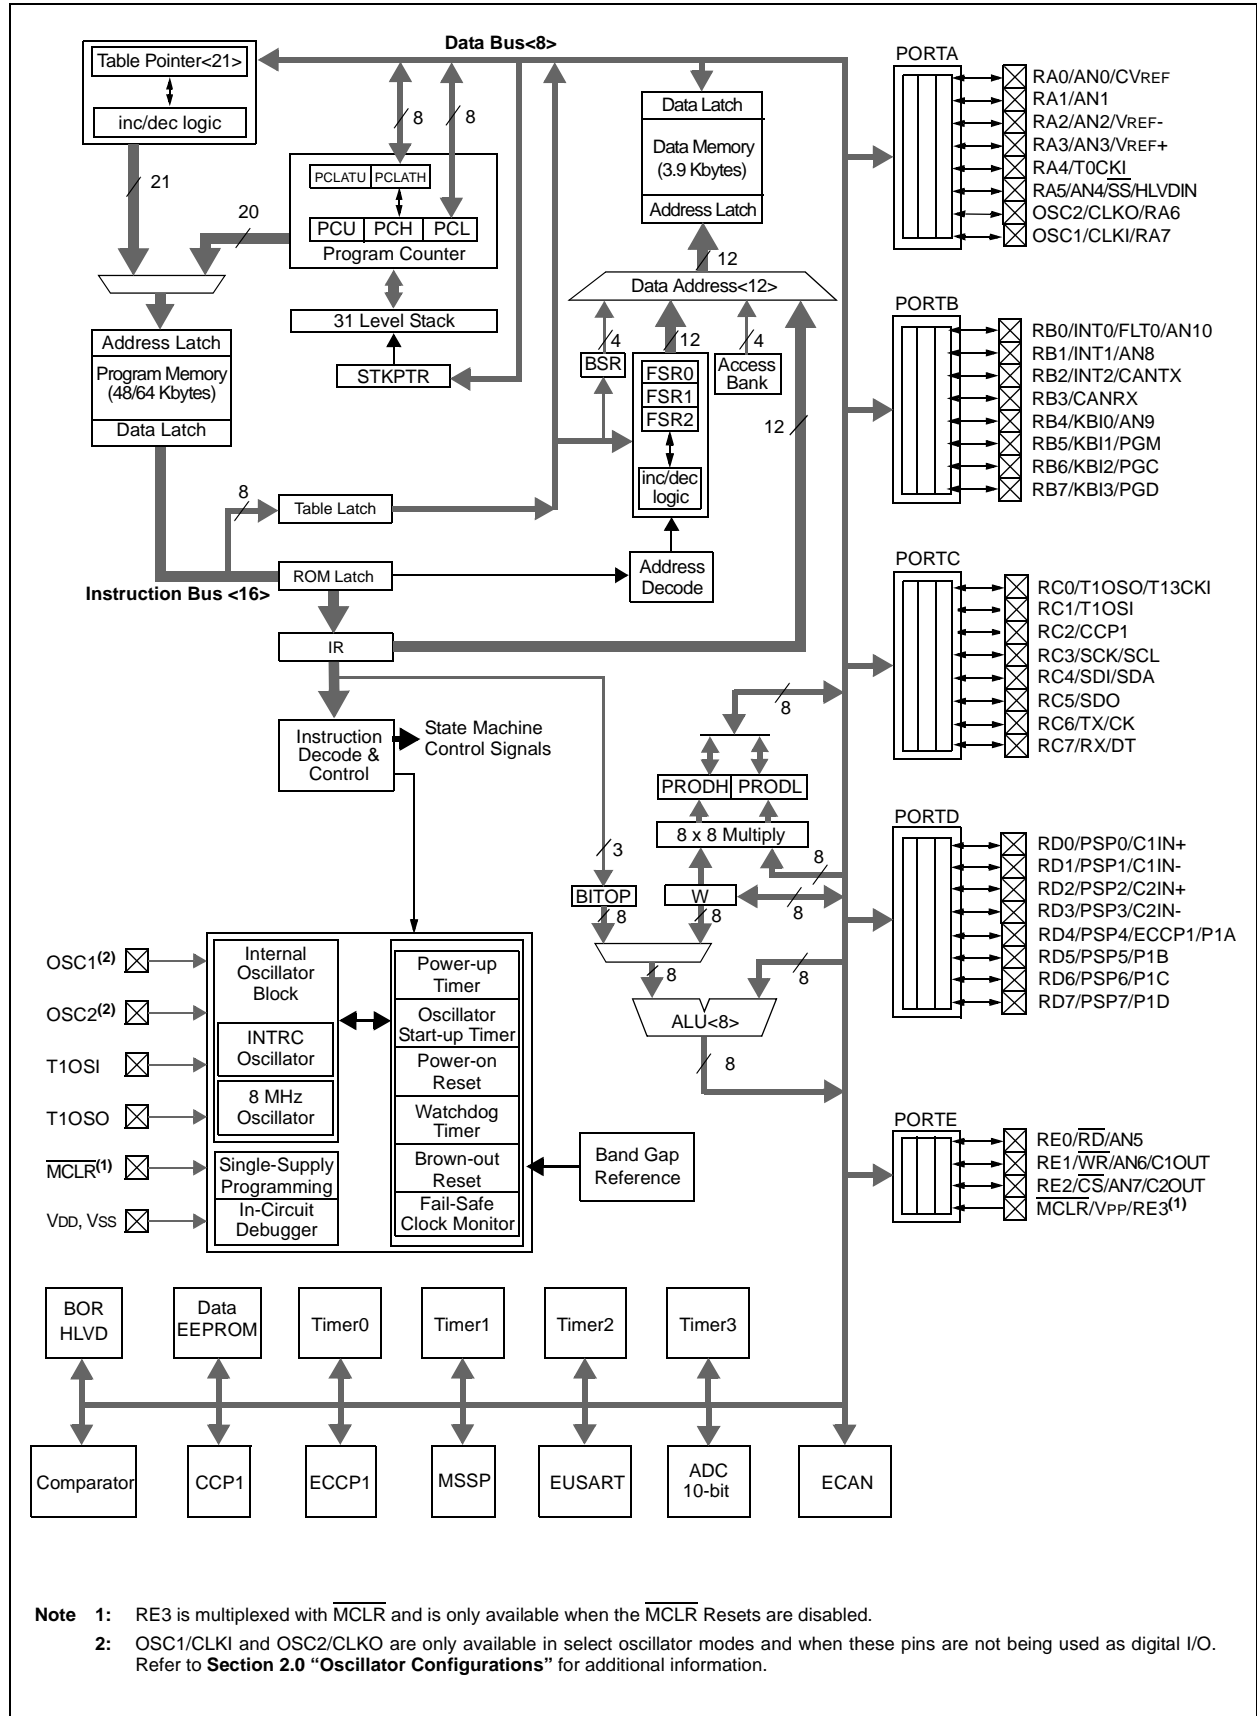 Data Bus<8>
Table Pointer<21>
inc/dec logic
21
20
8
8
PCLATU PCLATH
PCU PCH PCL
Program Counter
31 Level Stack
STKPTR
Address Latch
Program Memory
(48/64 Kbytes)
Data Latch
Instruction Bus <16>
8
Table Latch
ROM Latch
IR
Data Latch
Data Memory
(3.9 Kbytes)
Address Latch
12
Data Address<12>
4
12
4
BSR
FSR0
FSR1
FSR2
inc/dec
logic
Access
Bank
12
Address
Decode
Instruction
Decode &
Control
State Machine
Control Signals
8
PRODH PRODL
8 x 8 Multiply
3
8
BITOP
W
8
8
8
8
8
ALU<8>
8
OSC1(2)
OSC2(2)
T1OSI
T1OSO
MCLR(1)
VDD, VSS
Internal
Oscillator
Block
INTRC
Oscillator
8 MHz
Oscillator
Single-Supply
Programming
In-Circuit
Debugger
Power-up
Timer
Oscillator
Start-up Timer
Power-on
Reset
Watchdog
Timer
Brown-out
Reset
Fail-Safe
Clock Monitor
Band Gap
Reference
PORTA
RA0/AN0/CVREF
RA1/AN1
RA2/AN2/VREF-
RA3/AN3/VREF+
RA4/T0CKI
RA5/AN4/SS/HLVDIN
OSC2/CLKO/RA6
OSC1/CLKI/RA7
PORTB
RB0/INT0/FLT0/AN10
RB1/INT1/AN8
RB2/INT2/CANTX
RB3/CANRX
RB4/KBI0/AN9
RB5/KBI1/PGM
RB6/KBI2/PGC
RB7/KBI3/PGD
PORTC
RC0/T1OSO/T13CKI
RC1/T1OSI
RC2/CCP1
RC3/SCK/SCL
RC4/SDI/SDA
RC5/SDO
RC6/TX/CK
RC7/RX/DT
PORTD
RD0/PSP0/C1IN+
RD1/PSP1/C1IN-
RD2/PSP2/C2IN+
RD3/PSP3/C2IN-
RD4/PSP4/ECCP1/P1A
RD5/PSP5/P1B
RD6/PSP6/P1C
RD7/PSP7/P1D
PORTE
RE0/RD/AN5
RE1/WR/AN6/C1OUT
RE2/CS/AN7/C2OUT
MCLR/VPP/RE3(1)
BOR
HLVD
Data
EEPROM
Timer0
Timer1
Timer2
Timer3
Comparator
CCP1
ECCP1
MSSP
EUSART
ADC
10-bit
ECAN
Note 1: RE3 is multiplexed with MCLR and is only available when the MCLR Resets are disabled.
2: OSC1/CLKI and OSC2/CLKO are only available in select oscillator modes and when these pins are not being used as digital I/O.
Refer to Section 2.0 “Oscillator Configurations” for additional information.